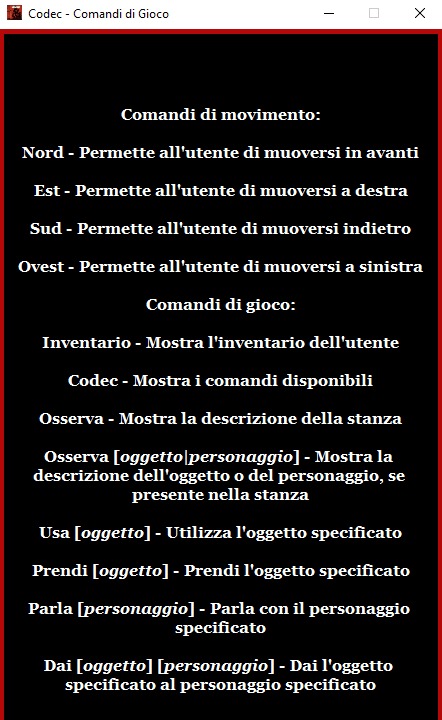 Codec - Comandi di Gioco
Comandi di movimento:
Nord - Permette all'utente di muoversi in avanti
Est - Permette all'utente di muoversi a destra
Sud - Permette all'utente di muoversi indietro
Ovest - Permette all'utente di muoversi a sinistra
Comandi di gioco:
Inventario - Mostra l'inventario dell'utente
Codec - Mostra i comandi disponibili
Osserva - Mostra la descrizione della stanza
Osserva [oggetto|personaggio] - Mostra la
descrizione dell'oggetto o del personaggio, se
presente nella stanza
Usa [oggetto] - Utilizza l'oggetto specificato
Prendi [oggetto] - Prendi l'oggetto specificato
Parla [personaggio] - Parla con il personaggio
specificato
Dai [oggetto] [personaggio] - Dai l'oggetto
specificato al personaggio specificato